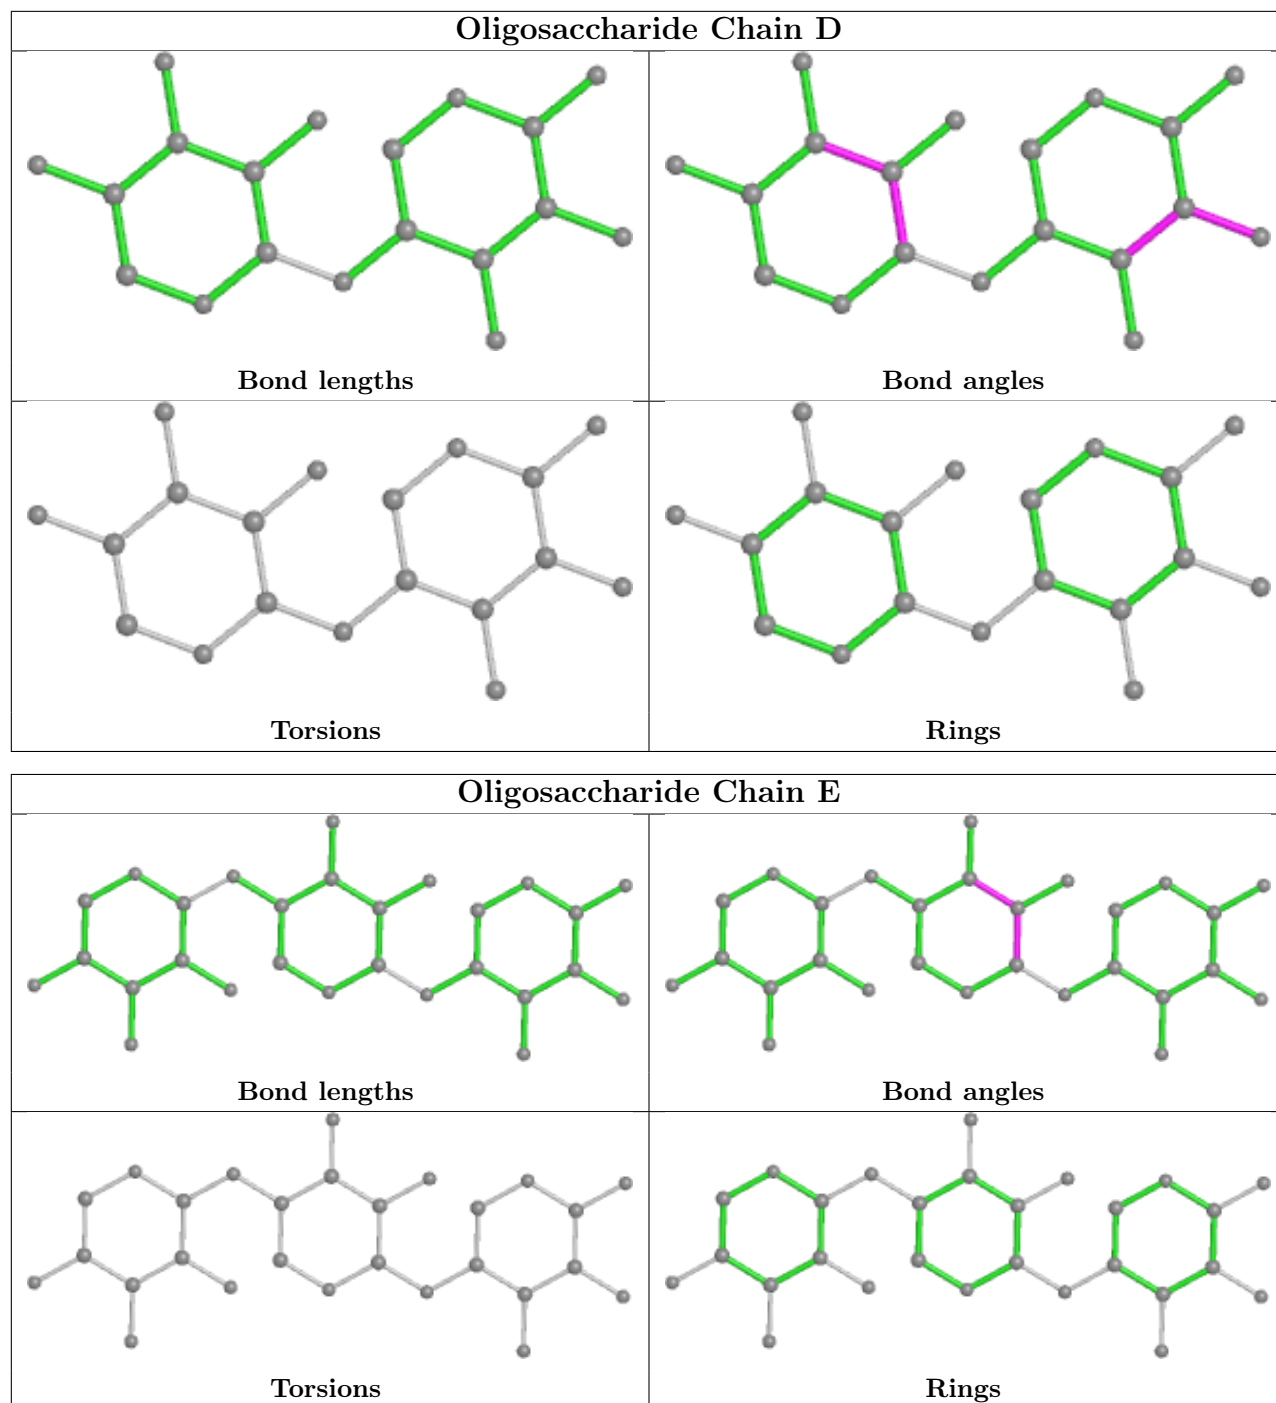 Oligosaccharide Chain D
Bond lengths
Bond angles
Torsions
Rings
Oligosaccharide Chain E
Bond lengths
Bond angles
Torsions
Rings